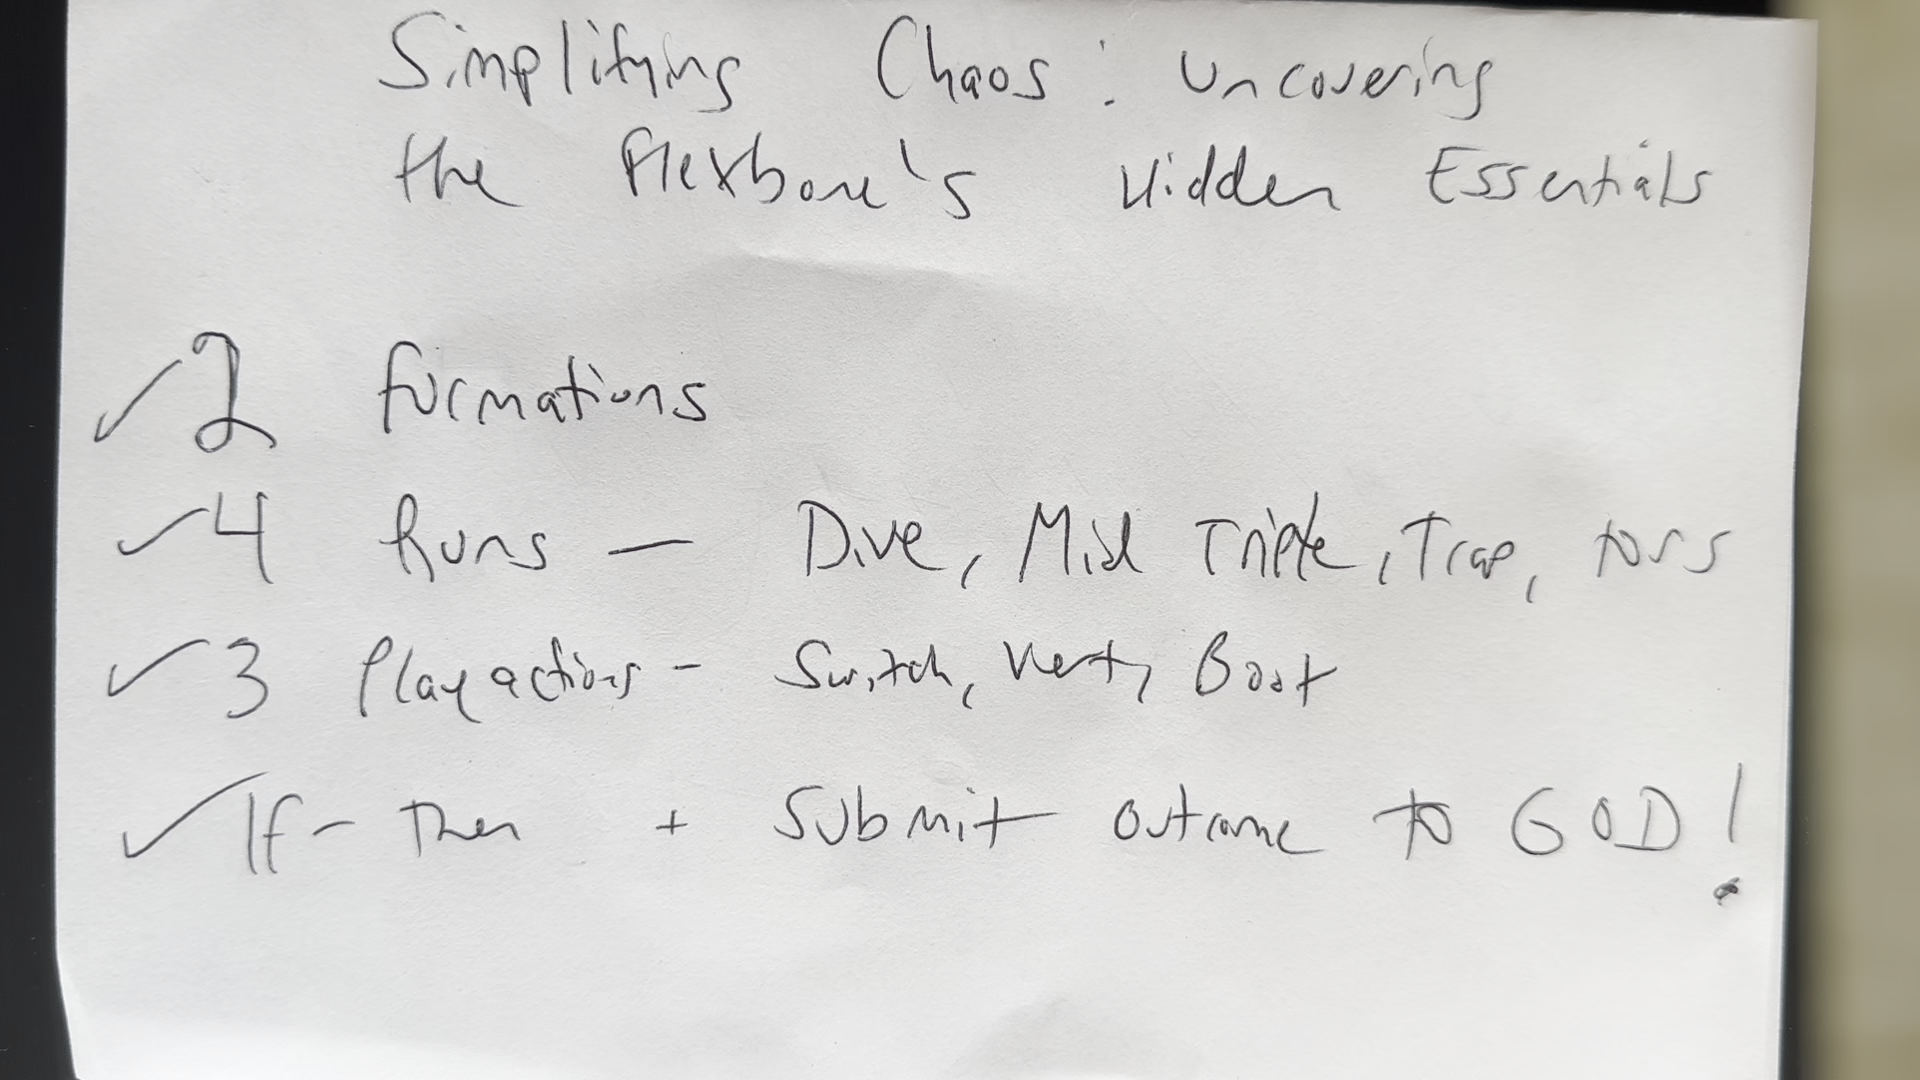 Simplifying Chaos: Uncovering
the Flexbone's Hidden Essentials
✓ 2 formations
✓ 4 Runs — Dive, Mid Triple, Trap, toss
✓ 3 Play actions - Switch, Vert, Boot
✓ If - Then + Submit Outcome to GOD!